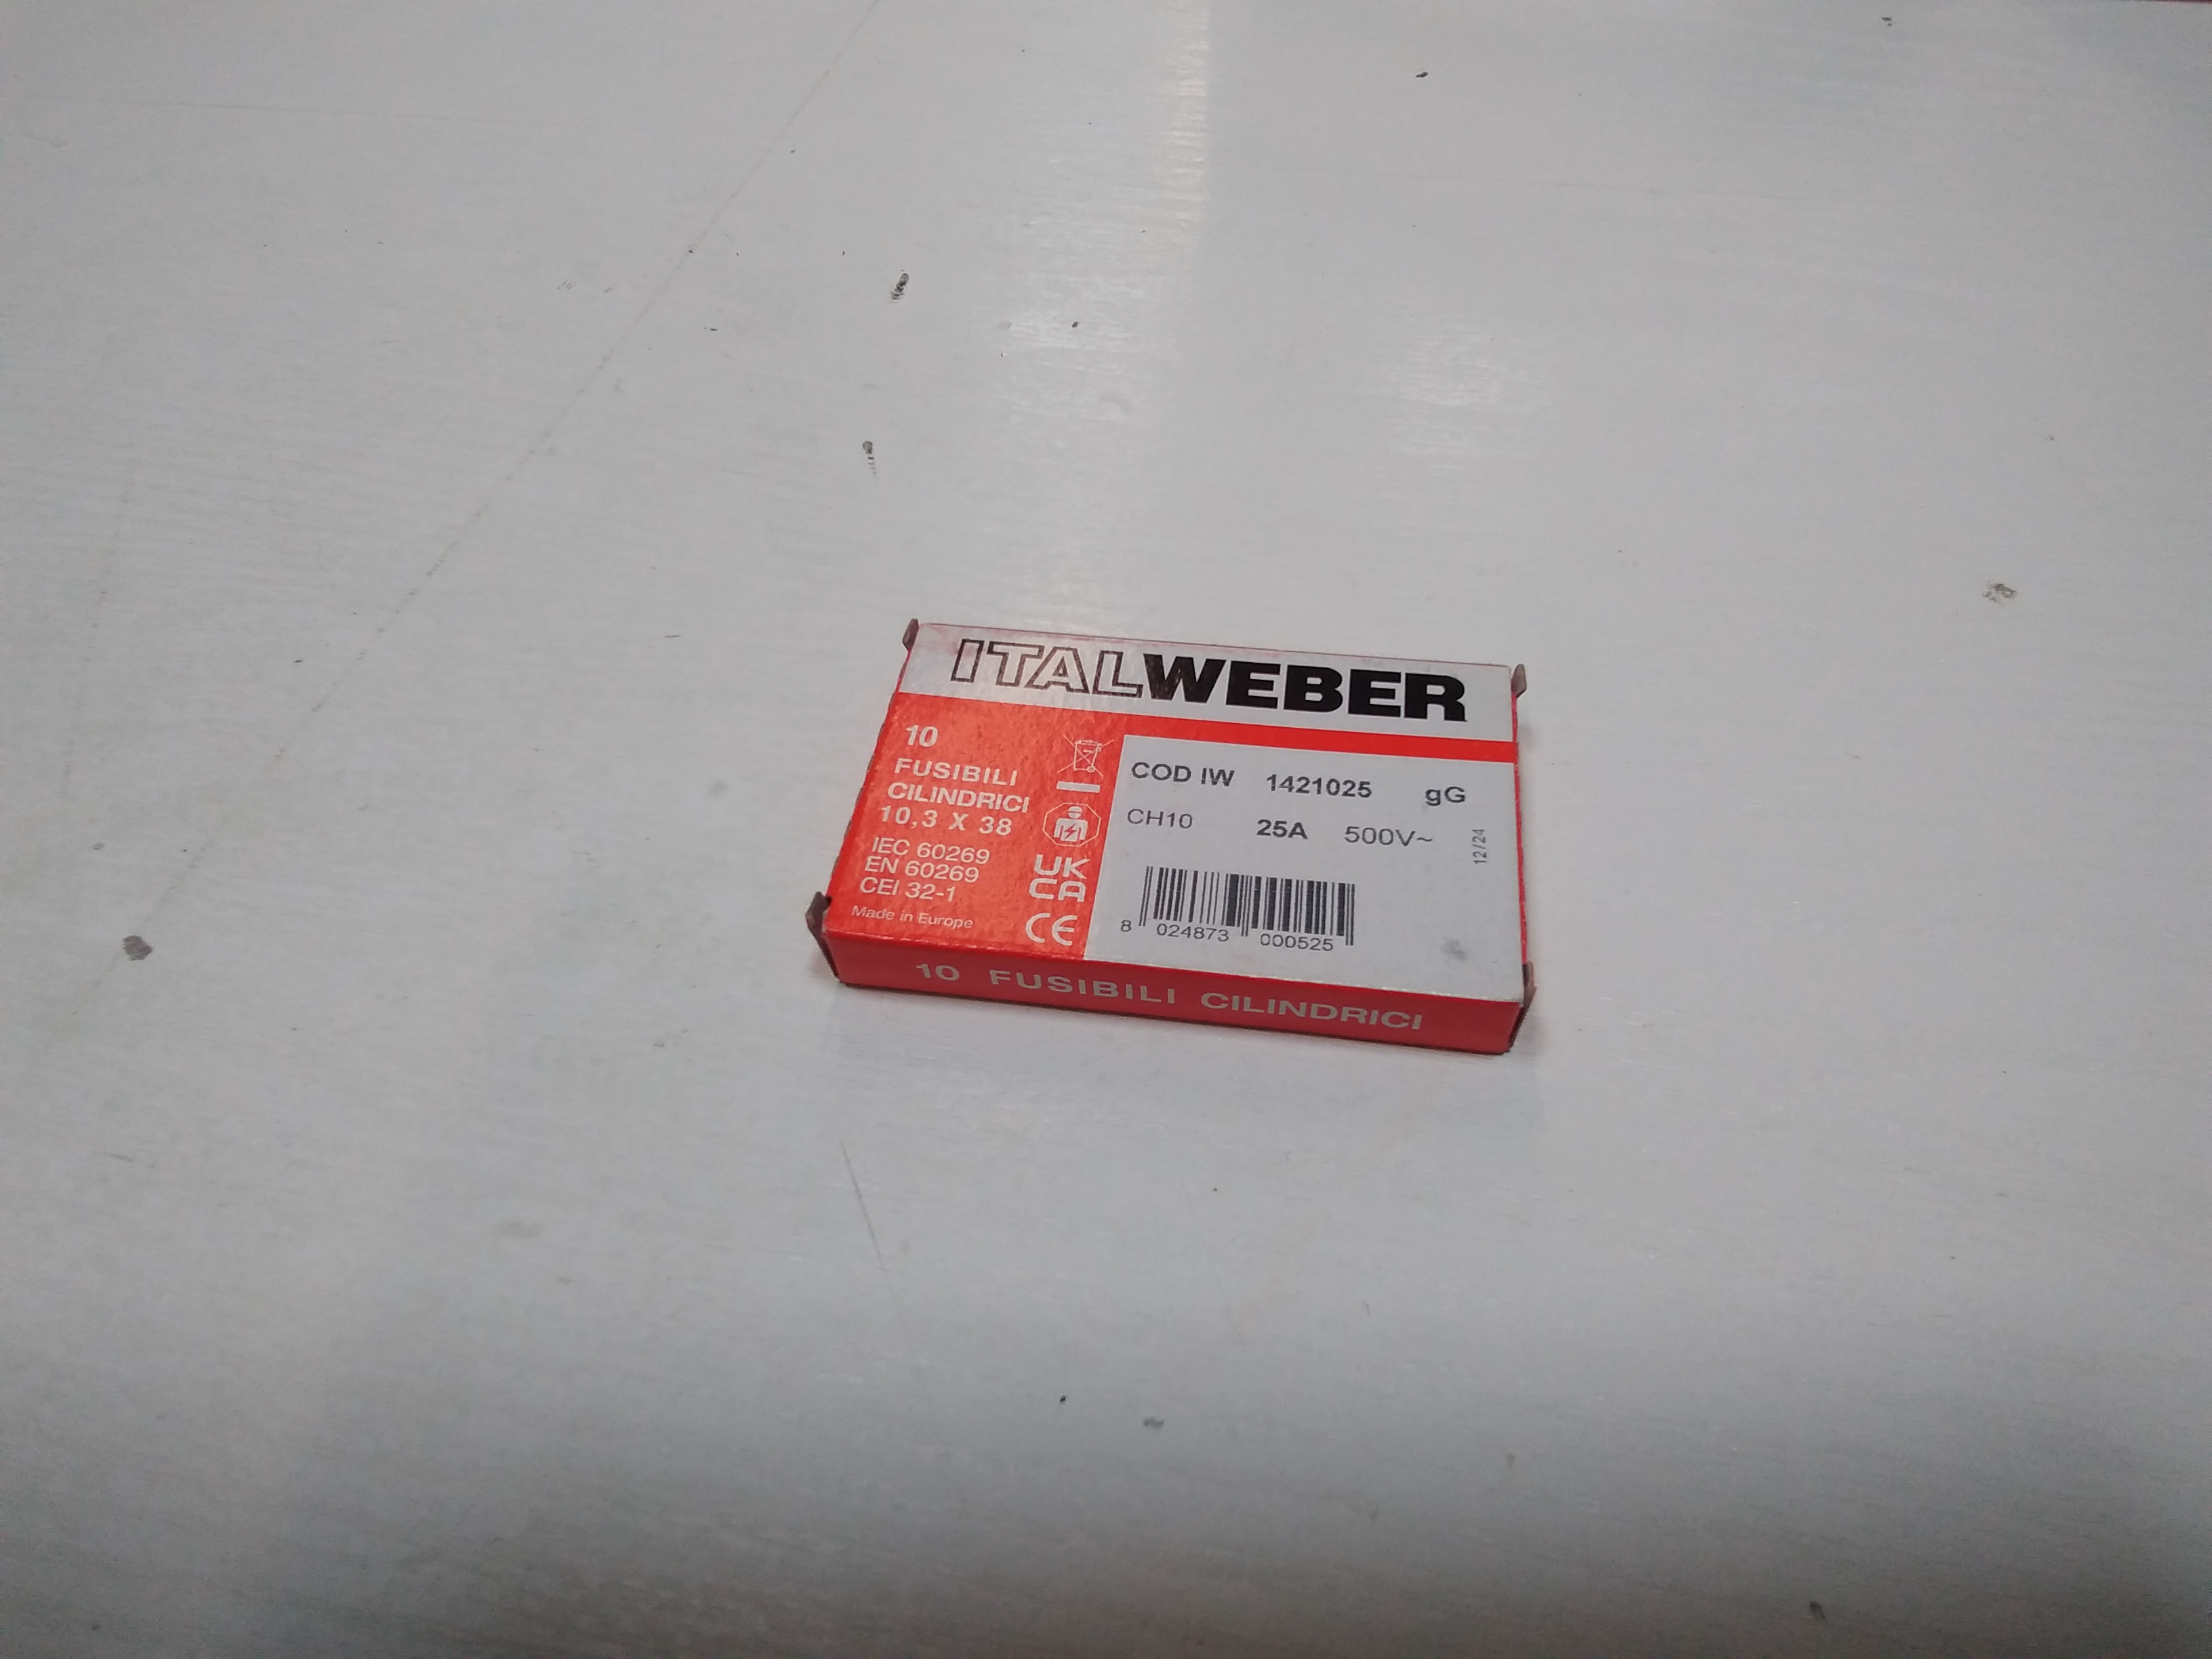 ITALWEBER
10
FUSIBILI
CILINDRICI
10,3 X 38
IEC 60269
EN 60269
CEI 32-1
Made in Europe
UK
CA
CE
COD IW 1421025 gG
CH10 25A 500V~
12/24
8 024873 000525
10 FUSIBILI CILINDRICI